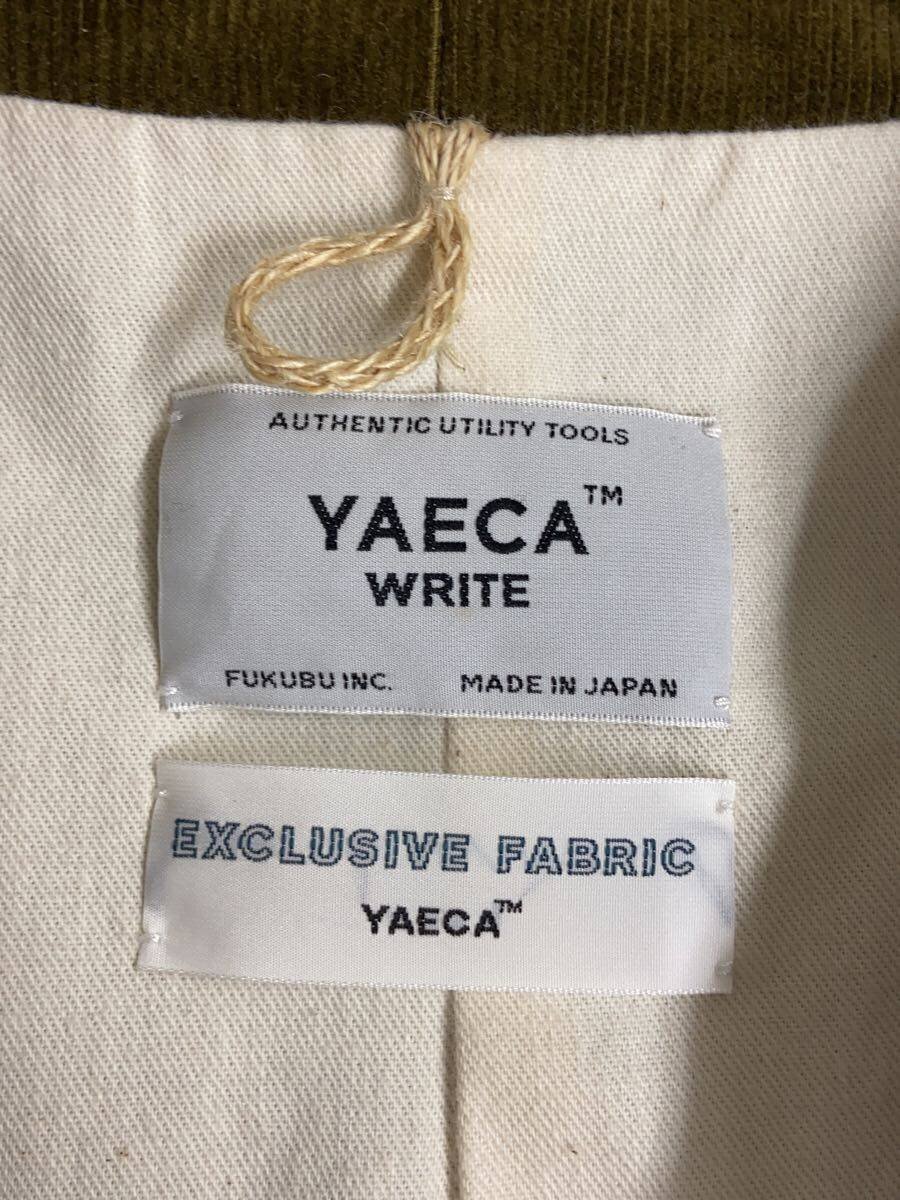 AUTHENTIC UTILITY TOOLS
YAECA™
WRITE
FUKUBU INC. MADE IN JAPAN
EXCLUSIVE FABRIC
YAECA™